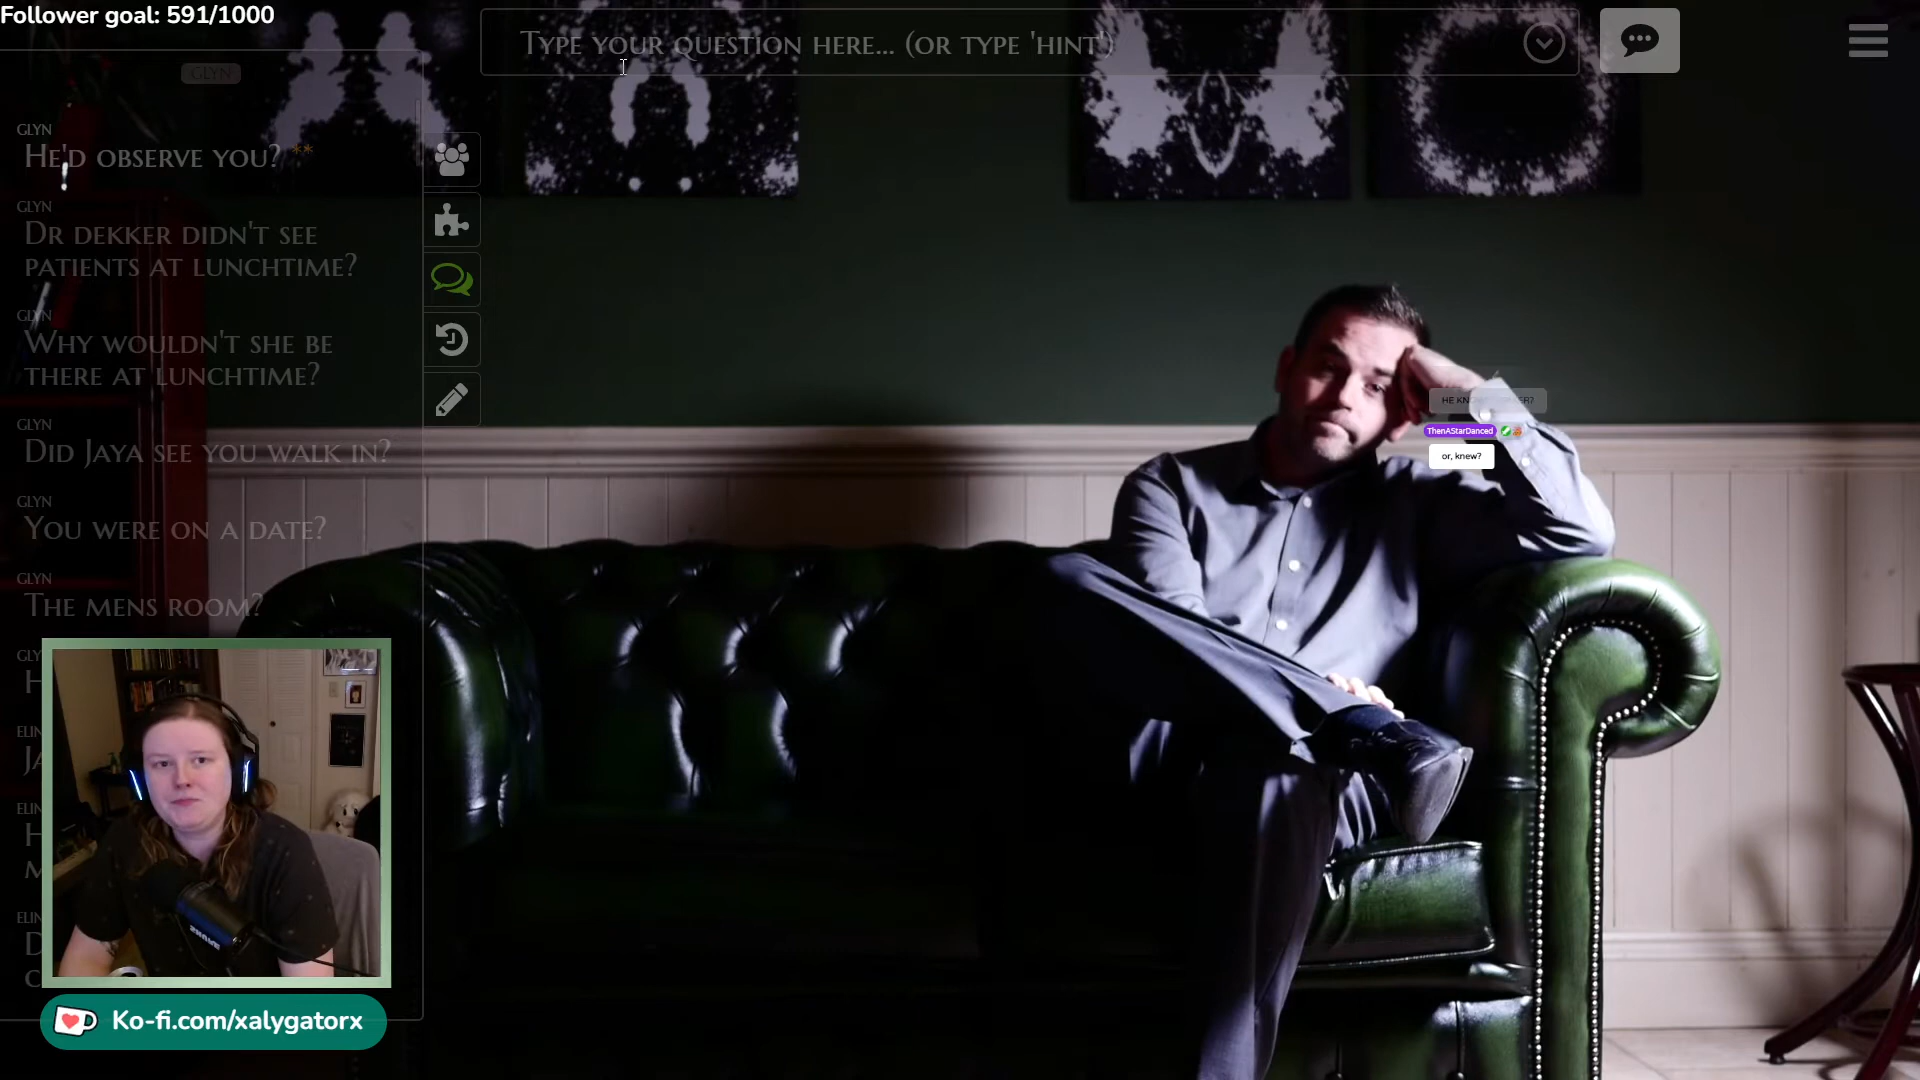 Follower goal: 591/1000
Type your question here... (or type 'hint')
GLYN
GLYN
He'd observe you? **
GLYN
Dr dekker didn't see
patients at lunchtime?
GLYN
Why wouldn't she be
there at lunchtime?
GLYN
Did Jaya see you walk in?
GLYN
You were on a date?
GLYN
The mens room?
ThenAStarDanced
or, knew?
Ko-fi.com/xalygatorx